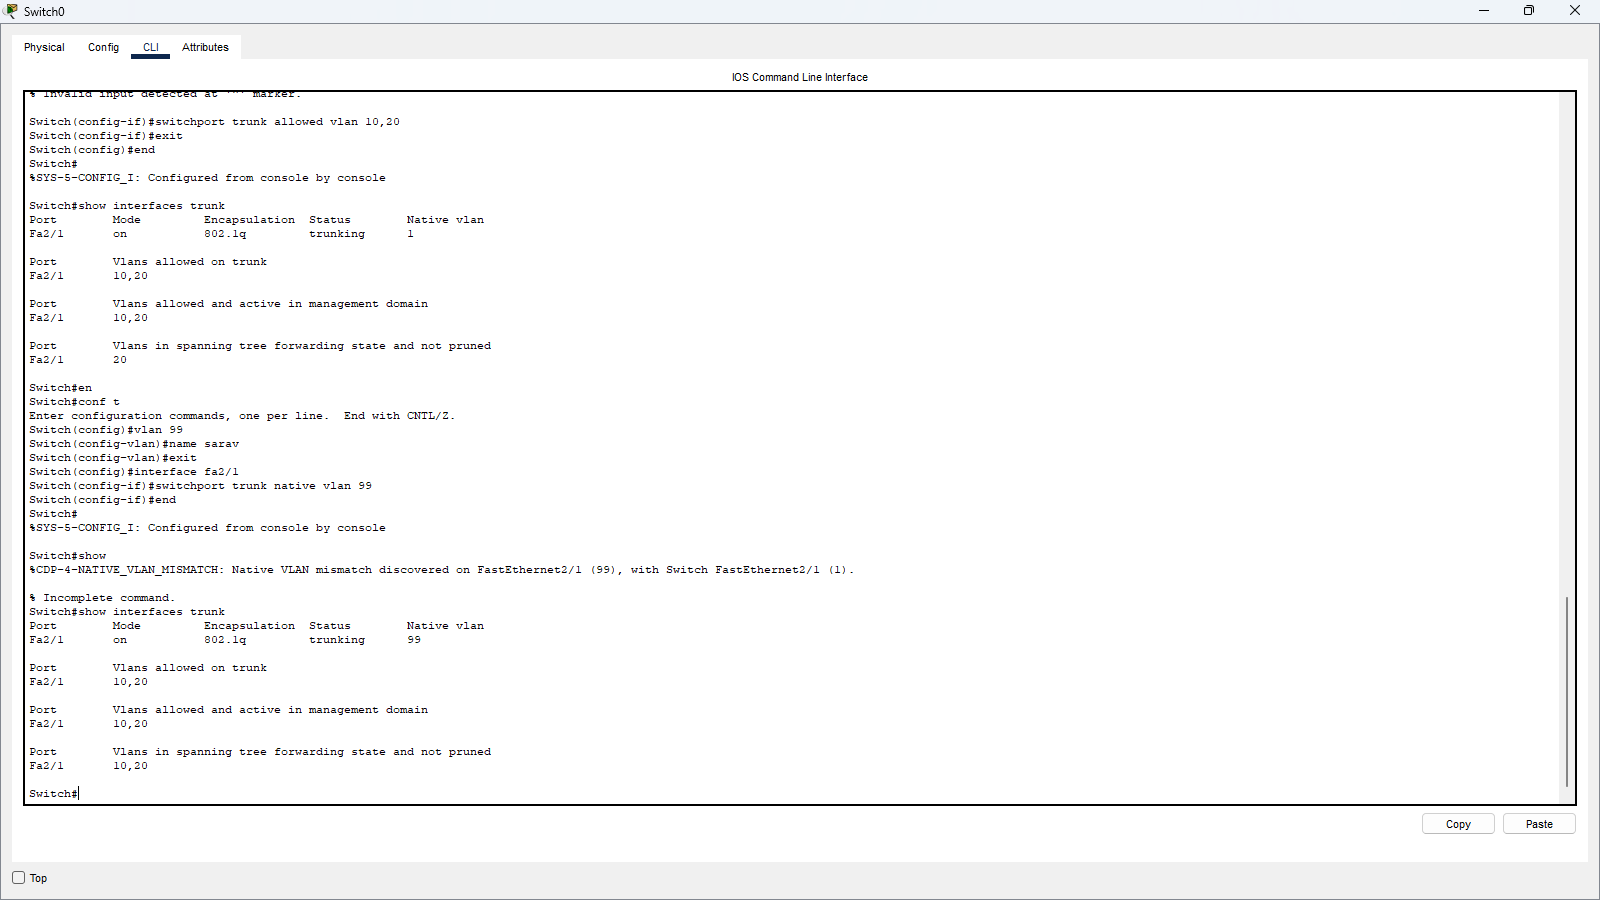 Switch0
Physical Config CLI Attributes
IOS Command Line Interface
% Invalid input detected at '^' marker.
Switch(config-if)#switchport trunk allowed vlan 10,20
Switch(config-if)#exit
Switch(config)#end
Switch#
%SYS-5-CONFIG_I: Configured from console by console
Switch#show interfaces trunk
Port Mode Encapsulation Status Native vlan
Fa2/1 on 802.1q trunking 1
Port Vlans allowed on trunk
Fa2/1 10,20
Port Vlans allowed and active in management domain
Fa2/1 10,20
Port Vlans in spanning tree forwarding state and not pruned
Fa2/1 20
Switch#en
Switch#conf t
Enter configuration commands, one per line. End with CNTL/Z.
Switch(config)#vlan 99
Switch(config-vlan)#name sarav
Switch(config-vlan)#exit
Switch(config)#interface fa2/1
Switch(config-if)#switchport trunk native vlan 99
Switch(config-if)#end
Switch#
%SYS-5-CONFIG_I: Configured from console by console
Switch#show
%CDP-4-NATIVE_VLAN_MISMATCH: Native VLAN mismatch discovered on FastEthernet2/1 (99), with Switch FastEthernet2/1 (1).
% Incomplete command.
Switch#show interfaces trunk
Port Mode Encapsulation Status Native vlan
Fa2/1 on 802.1q trunking 99
Port Vlans allowed on trunk
Fa2/1 10,20
Port Vlans allowed and active in management domain
Fa2/1 10,20
Port Vlans in spanning tree forwarding state and not pruned
Fa2/1 10,20
Switch#
Copy Paste
Top